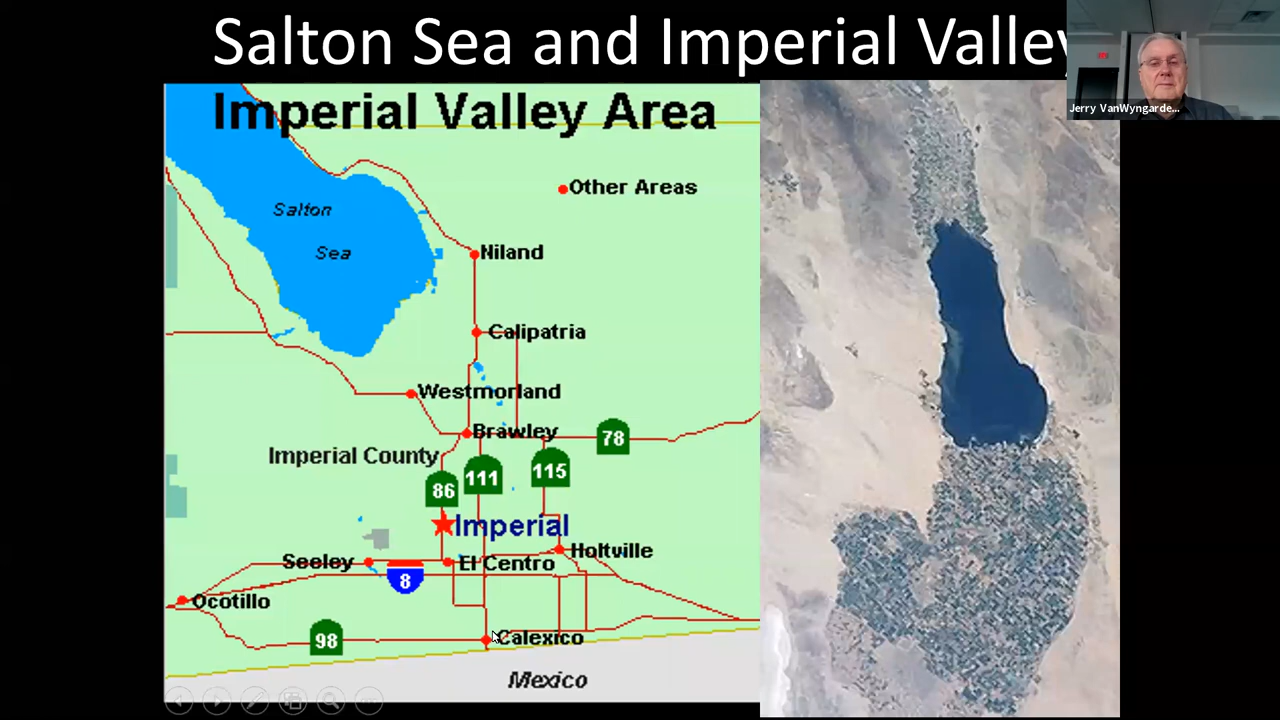 Salton Sea and Imperial Valley
Jerry VanWyngarde...
Imperial Valley Area
Other Areas
Salton
Sea
Niland
Calipatria
Westmorland
Brawley
78
Imperial County
111
115
86
Imperial
Holtville
Seeley
El Centro
8
Ocotillo
98
Calexico
Mexico